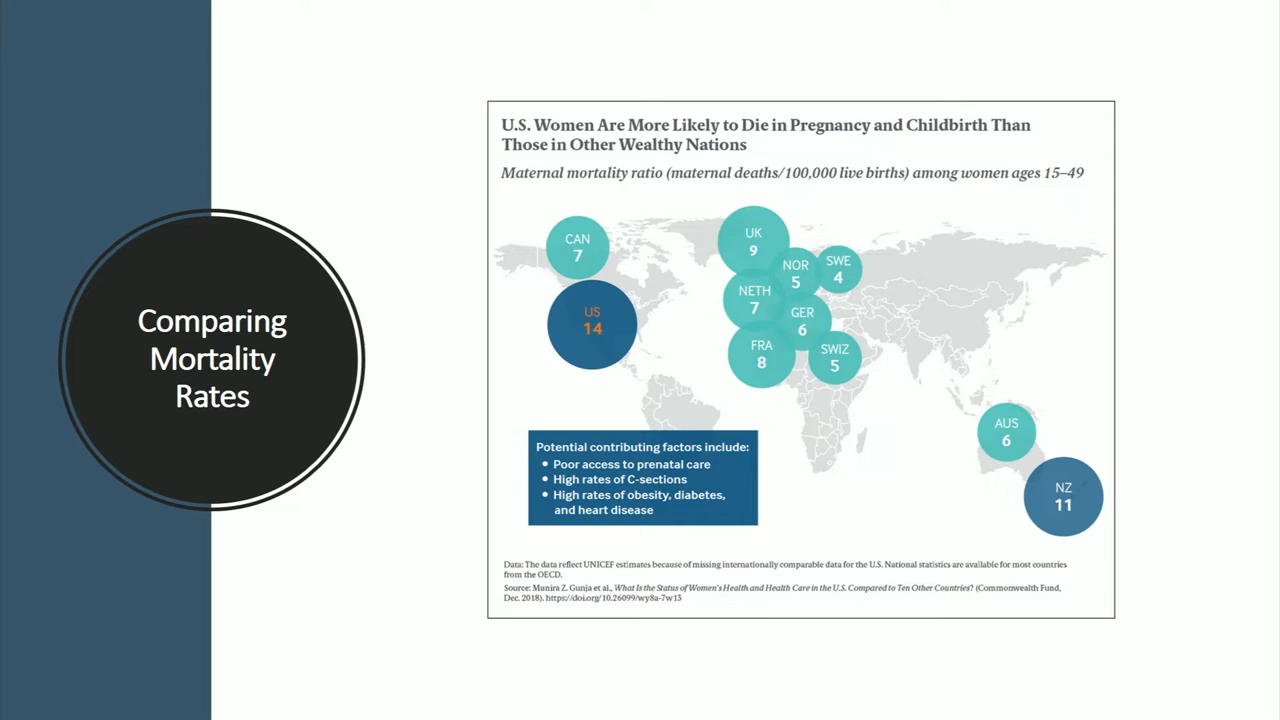 Comparing
Mortality
Rates
U.S. Women Are More Likely to Die in Pregnancy and Childbirth Than
Those in Other Wealthy Nations
Maternal mortality ratio (maternal deaths/100,000 live births) among women ages 15–49
CAN
7
US
14
UK
9
NOR
5
SWE
4
NETH
7
GER
6
FRA
8
SWIZ
5
AUS
6
NZ
11
Potential contributing factors include:
• Poor access to prenatal care
• High rates of C-sections
• High rates of obesity, diabetes,
and heart disease
Data: The data reflect UNICEF estimates because of missing internationally comparable data for the U.S. National statistics are available for most countries
from the OECD.
Source: Munira Z. Gunja et al., What Is the Status of Women's Health and Health Care in the U.S. Compared to Ten Other Countries? (Commonwealth Fund,
Dec. 2018). https://doi.org/10.26099/wy8a-7w13